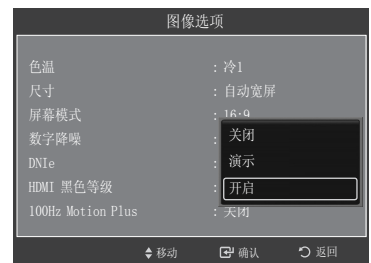 图像选项
色温 : 冷1
尺寸 : 自动宽屏
屏幕模式 : 16:9
数字降噪 :
DNIe :
HDMI 黑色等级 :
100Hz Motion Plus : 关闭
关闭
演示
开启
移动 确认 返回